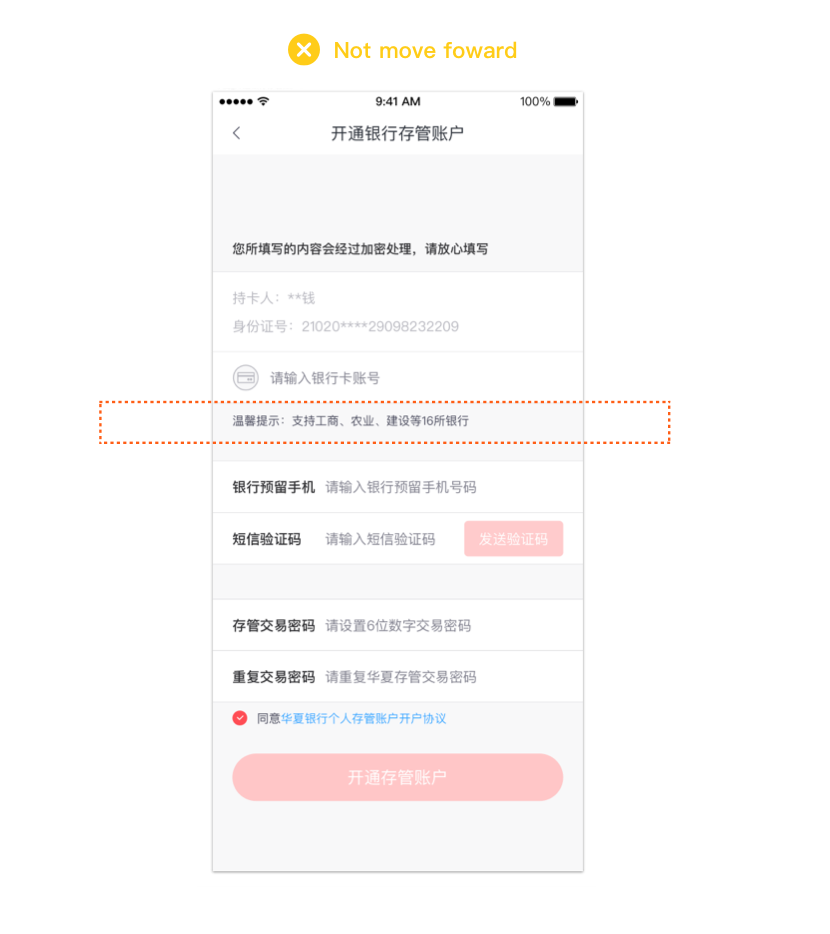 Not move foward
9:41 AM 100%
开通银行存管账户
您所填写的内容会经过加密处理，请放心填写
持卡人：**钱
身份证号：21020****29098232209
请输入银行卡账号
温馨提示：支持工商、农业、建设等16所银行
银行预留手机 请输入银行预留手机号码
短信验证码 请输入短信验证码 发送验证码
存管交易密码 请设置6位数字交易密码
重复交易密码 请重复华夏存管交易密码
同意华夏银行个人存管账户开户协议
开通存管账户